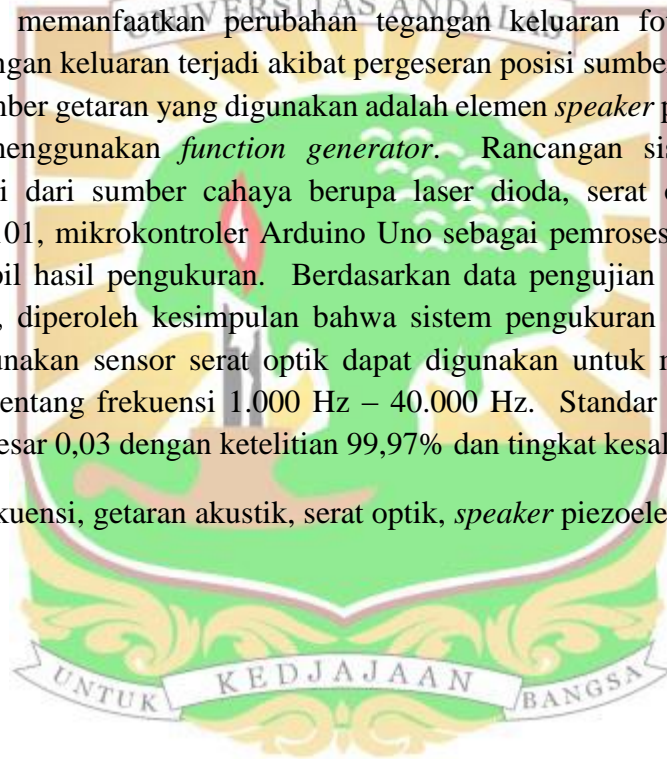 memanfaatkan perubahan tegangan keluaran fo
UNIVERSITAS ANDALAS
ngan keluaran terjadi akibat pergeseran posisi sumbe
mber getaran yang digunakan adalah elemen speaker p
menggunakan function generator. Rancangan sis
i dari sumber cahaya berupa laser dioda, serat o
101, mikrokontroler Arduino Uno sebagai pemroses
pil hasil pengukuran. Berdasarkan data pengujian
, diperoleh kesimpulan bahwa sistem pengukuran
unakan sensor serat optik dapat digunakan untuk m
entang frekuensi 1.000 Hz – 40.000 Hz. Standar
esar 0,03 dengan ketelitian 99,97% dan tingkat kesal
kuensi, getaran akustik, serat optik, speaker piezoele
UNTUK KEDJAJAAN BANGSA